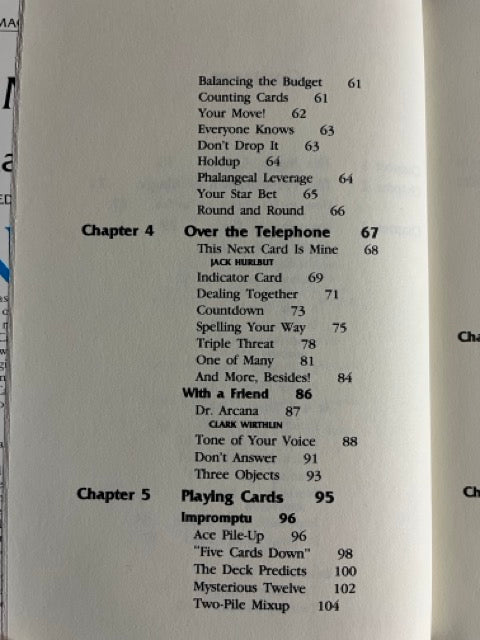 Balancing the Budget 61
Counting Cards 61
Your Move! 62
Everyone Knows 63
Don't Drop It 63
Holdup 64
Phalangeal Leverage 64
Your Star Bet 65
Round and Round 66
Chapter 4 Over the Telephone 67
This Next Card Is Mine 68
JACK HURLBUT
Indicator Card 69
Dealing Together 71
Countdown 73
Spelling Your Way 75
Triple Threat 78
One of Many 81
And More, Besides! 84
With a Friend 86
Dr. Arcana 87
CLARK WIRTHLIN
Tone of Your Voice 88
Don't Answer 91
Three Objects 93
Chapter 5 Playing Cards 95
Impromptu 96
Ace Pile-Up 96
"Five Cards Down" 98
The Deck Predicts 100
Mysterious Twelve 102
Two-Pile Mixup 104